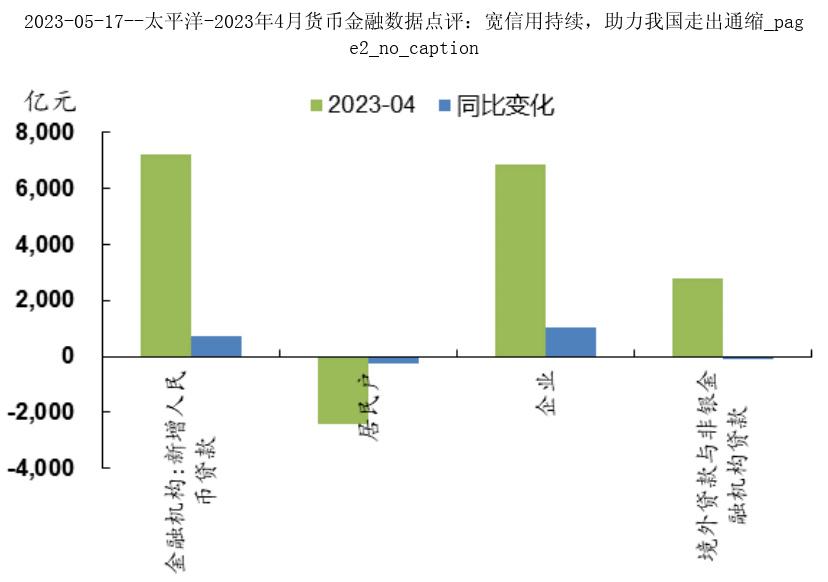 2023-05-17--太平洋-2023年4月货币金融数据点评：宽信用持续，助力我国走出通缩_pag
e2_no_caption
亿元
2023-04
同比变化
8,000
6,000
4,000
2,000
0
-2,000
-4,000
金融机构:新增人民
币贷款
居民户
企业
境外贷款与非银金
融机构贷款